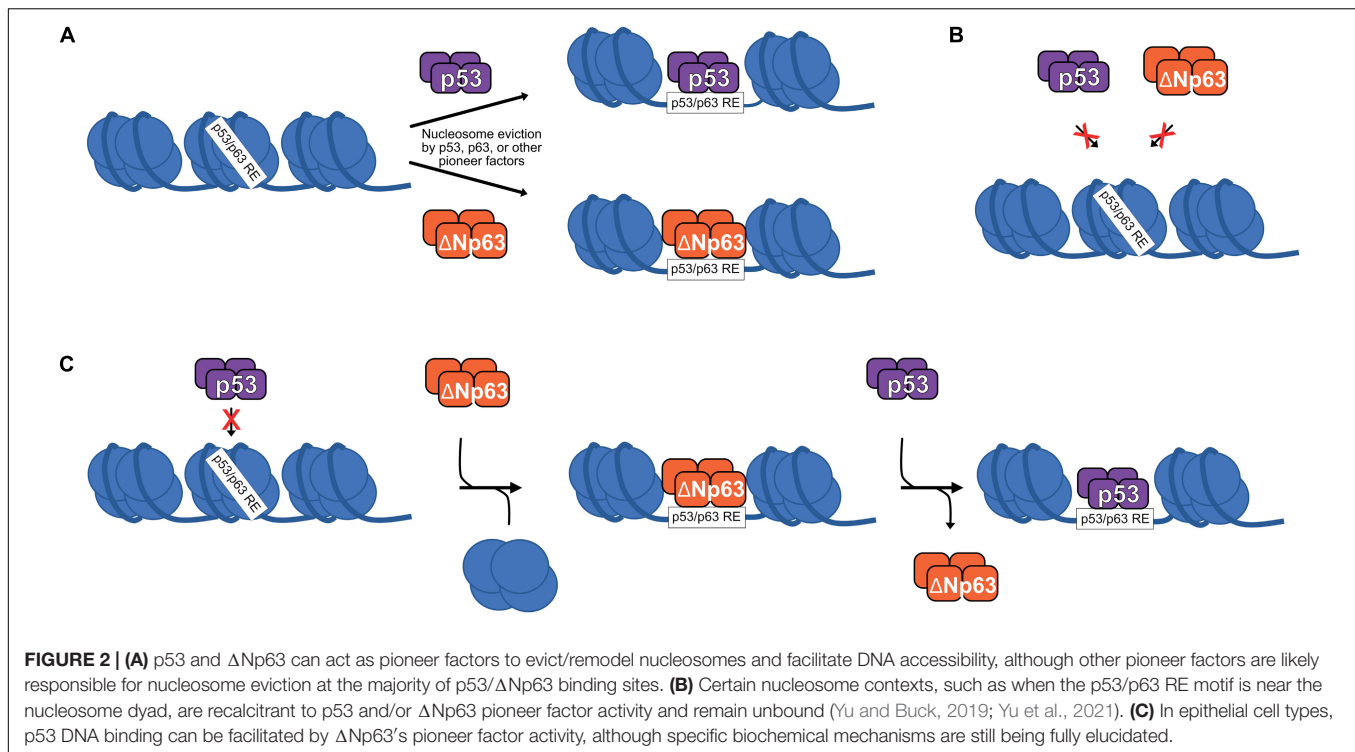 A
p53
p53/p63 RE
Nucleosome eviction
by p53, p63, or other
pioneer factors
ΔNp63
p53
p53/p63 RE
ΔNp63
p53/p63 RE
B
p53
ΔNp63
p53/p63 RE
C
p53
p53/p63 RE
ΔNp63
ΔNp63
p53/p63 RE
p53
ΔNp63
p53
p53/p63 RE
FIGURE 2 | (A) p53 and ΔNp63 can act as pioneer factors to evict/remodel nucleosomes and facilitate DNA accessibility, although other pioneer factors are likely
responsible for nucleosome eviction at the majority of p53/ΔNp63 binding sites. (B) Certain nucleosome contexts, such as when the p53/p63 RE motif is near the
nucleosome dyad, are recalcitrant to p53 and/or ΔNp63 pioneer factor activity and remain unbound (Yu and Buck, 2019; Yu et al., 2021). (C) In epithelial cell types,
p53 DNA binding can be facilitated by ΔNp63′s pioneer factor activity, although specific biochemical mechanisms are still being fully elucidated.